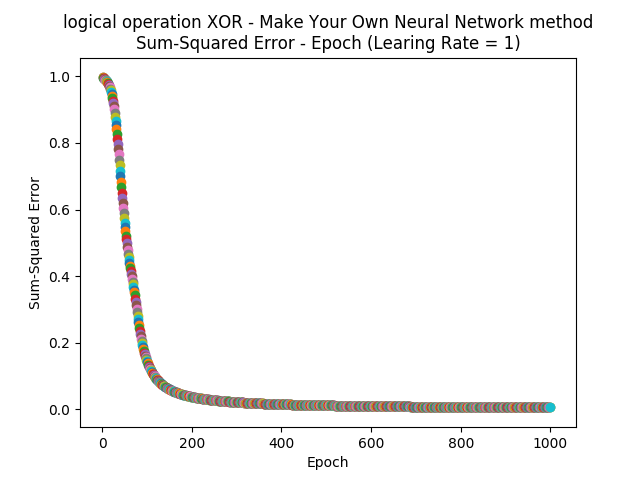 logical operation XOR - Make Your Own Neural Network method
Sum-Squared Error - Epoch (Learing Rate = 1)
1.0
0.8
0.6
0.4
0.2
0.0
Sum-Squared Error
0 200 400 600 800 1000
Epoch